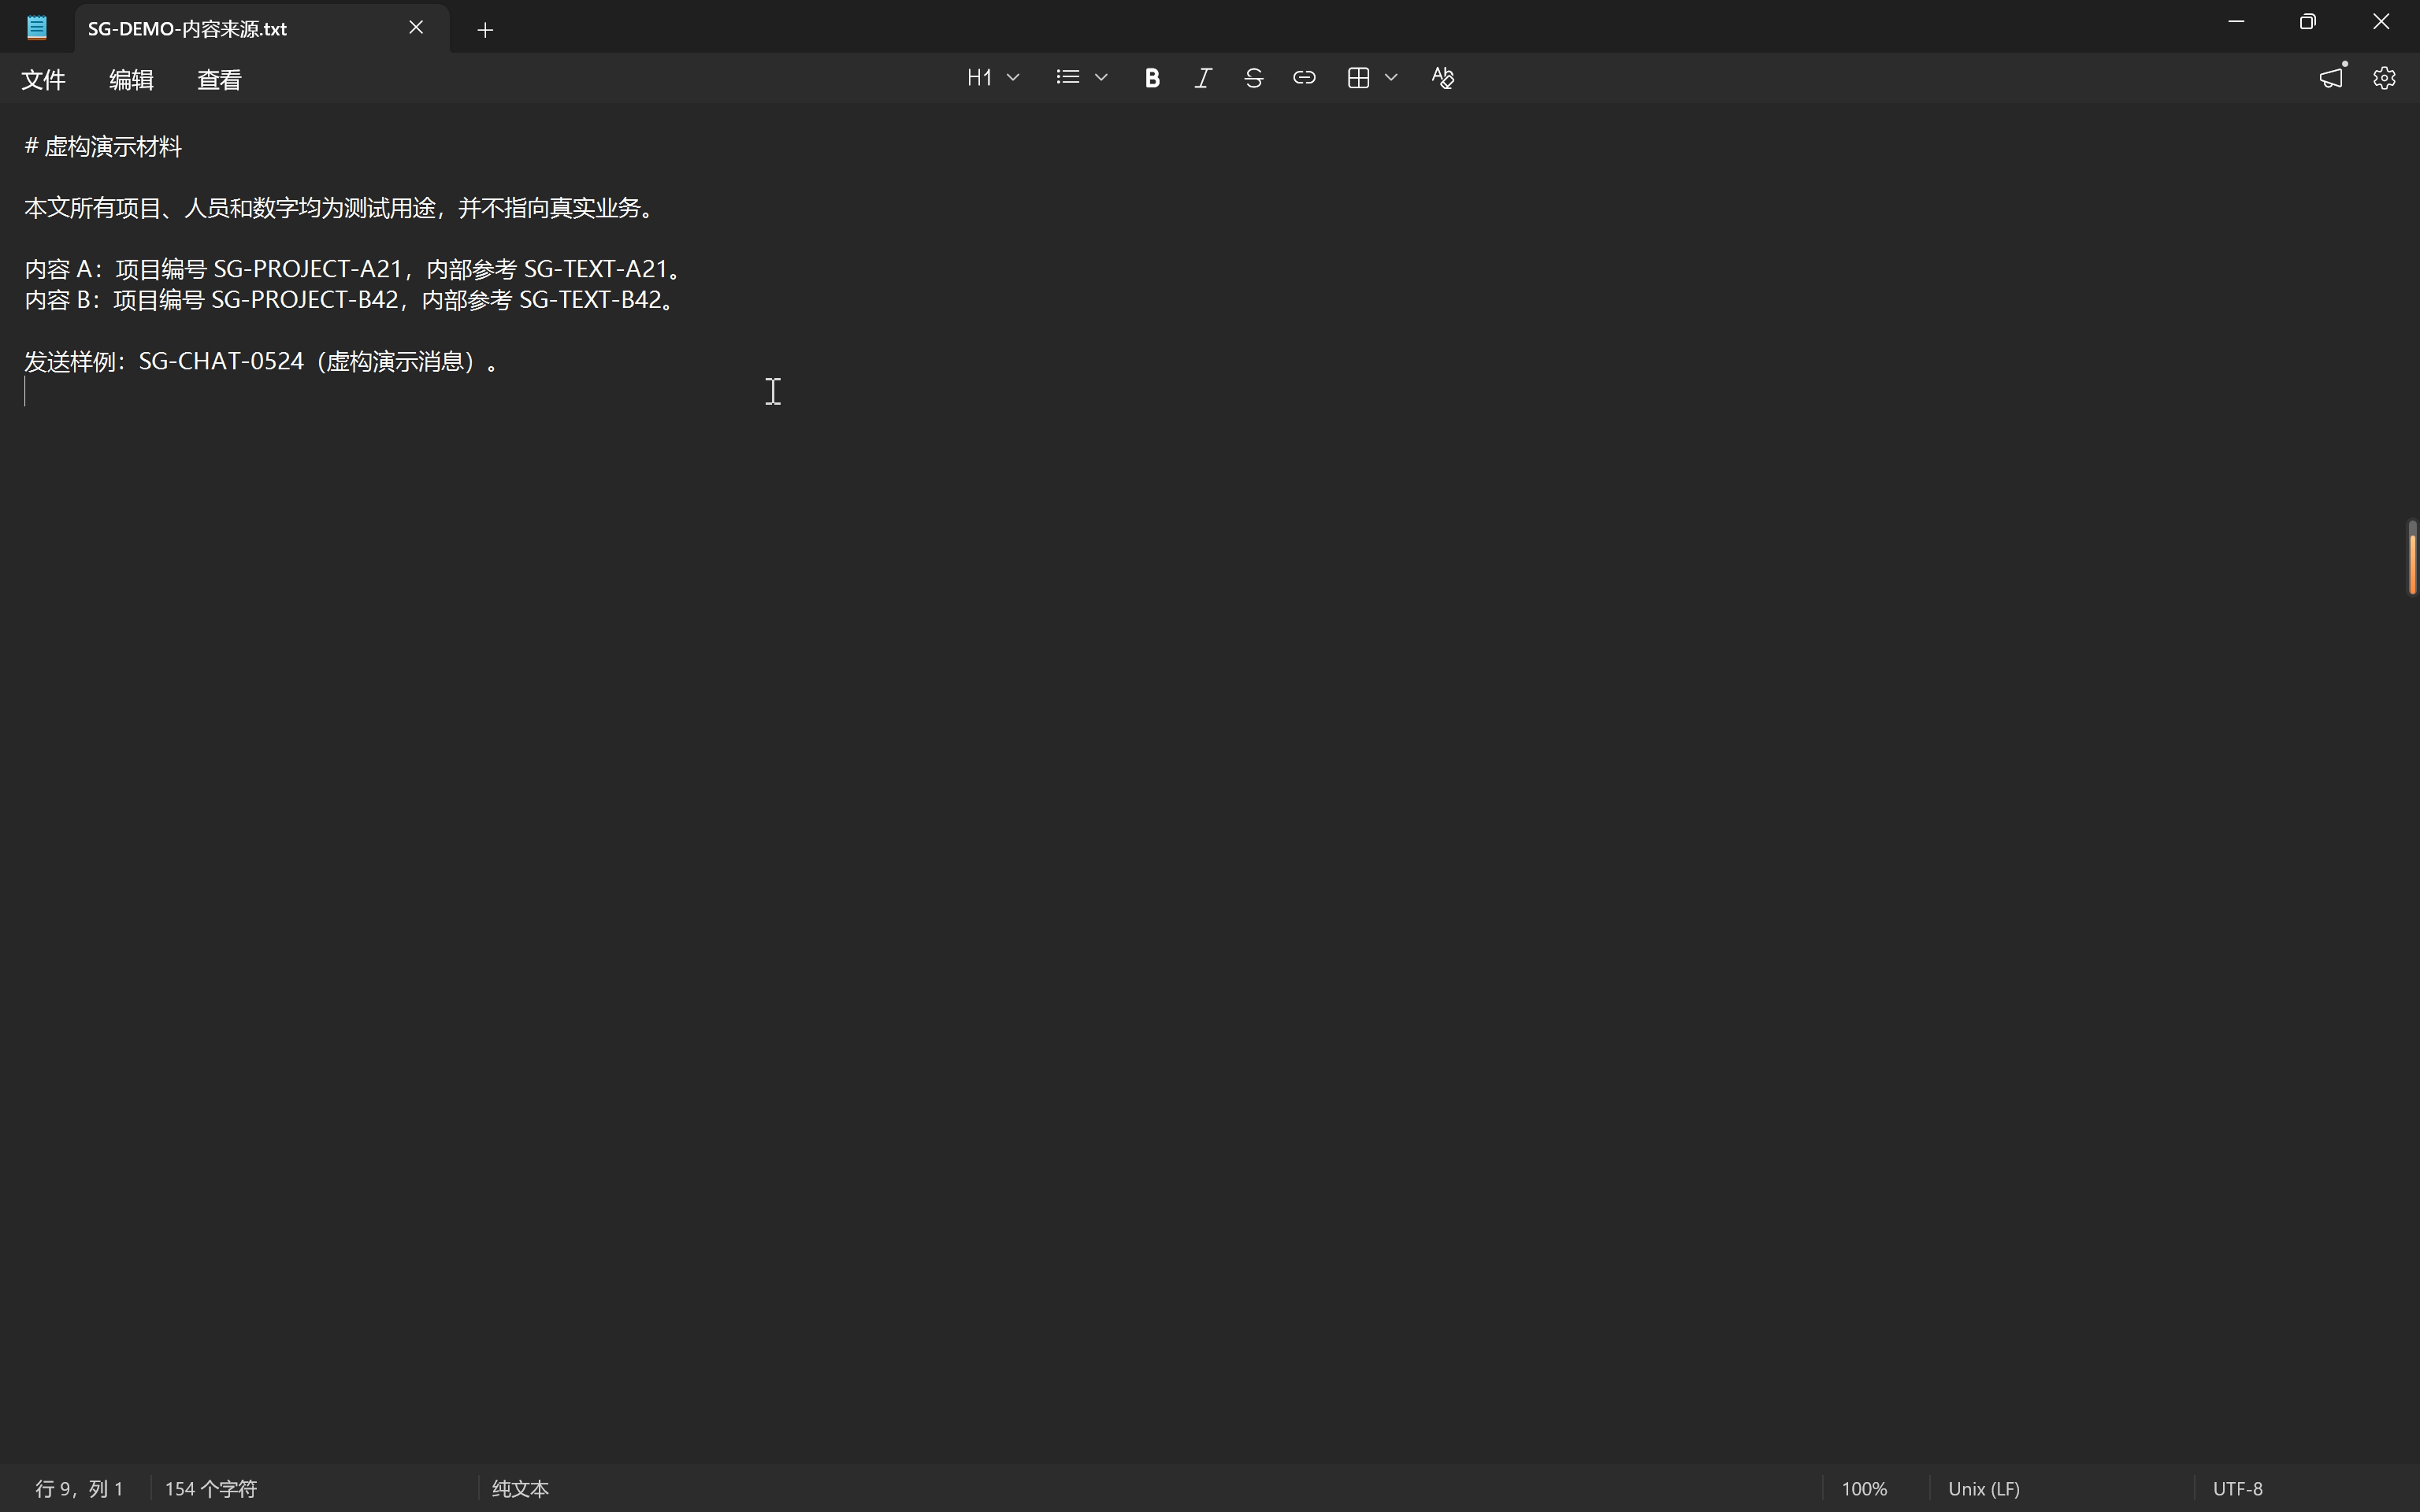 SG-DEMO-内容来源.txt
文件 编辑 查看 H1
# 虚构演示材料
本文所有项目、人员和数字均为测试用途，并不指向真实业务。
内容 A：项目编号 SG-PROJECT-A21，内部参考 SG-TEXT-A21。
内容 B：项目编号 SG-PROJECT-B42，内部参考 SG-TEXT-B42。
发送样例：SG-CHAT-0524（虚构演示消息）。
行 9，列 1 154 个字符 纯文本 100% Unix (LF) UTF-8